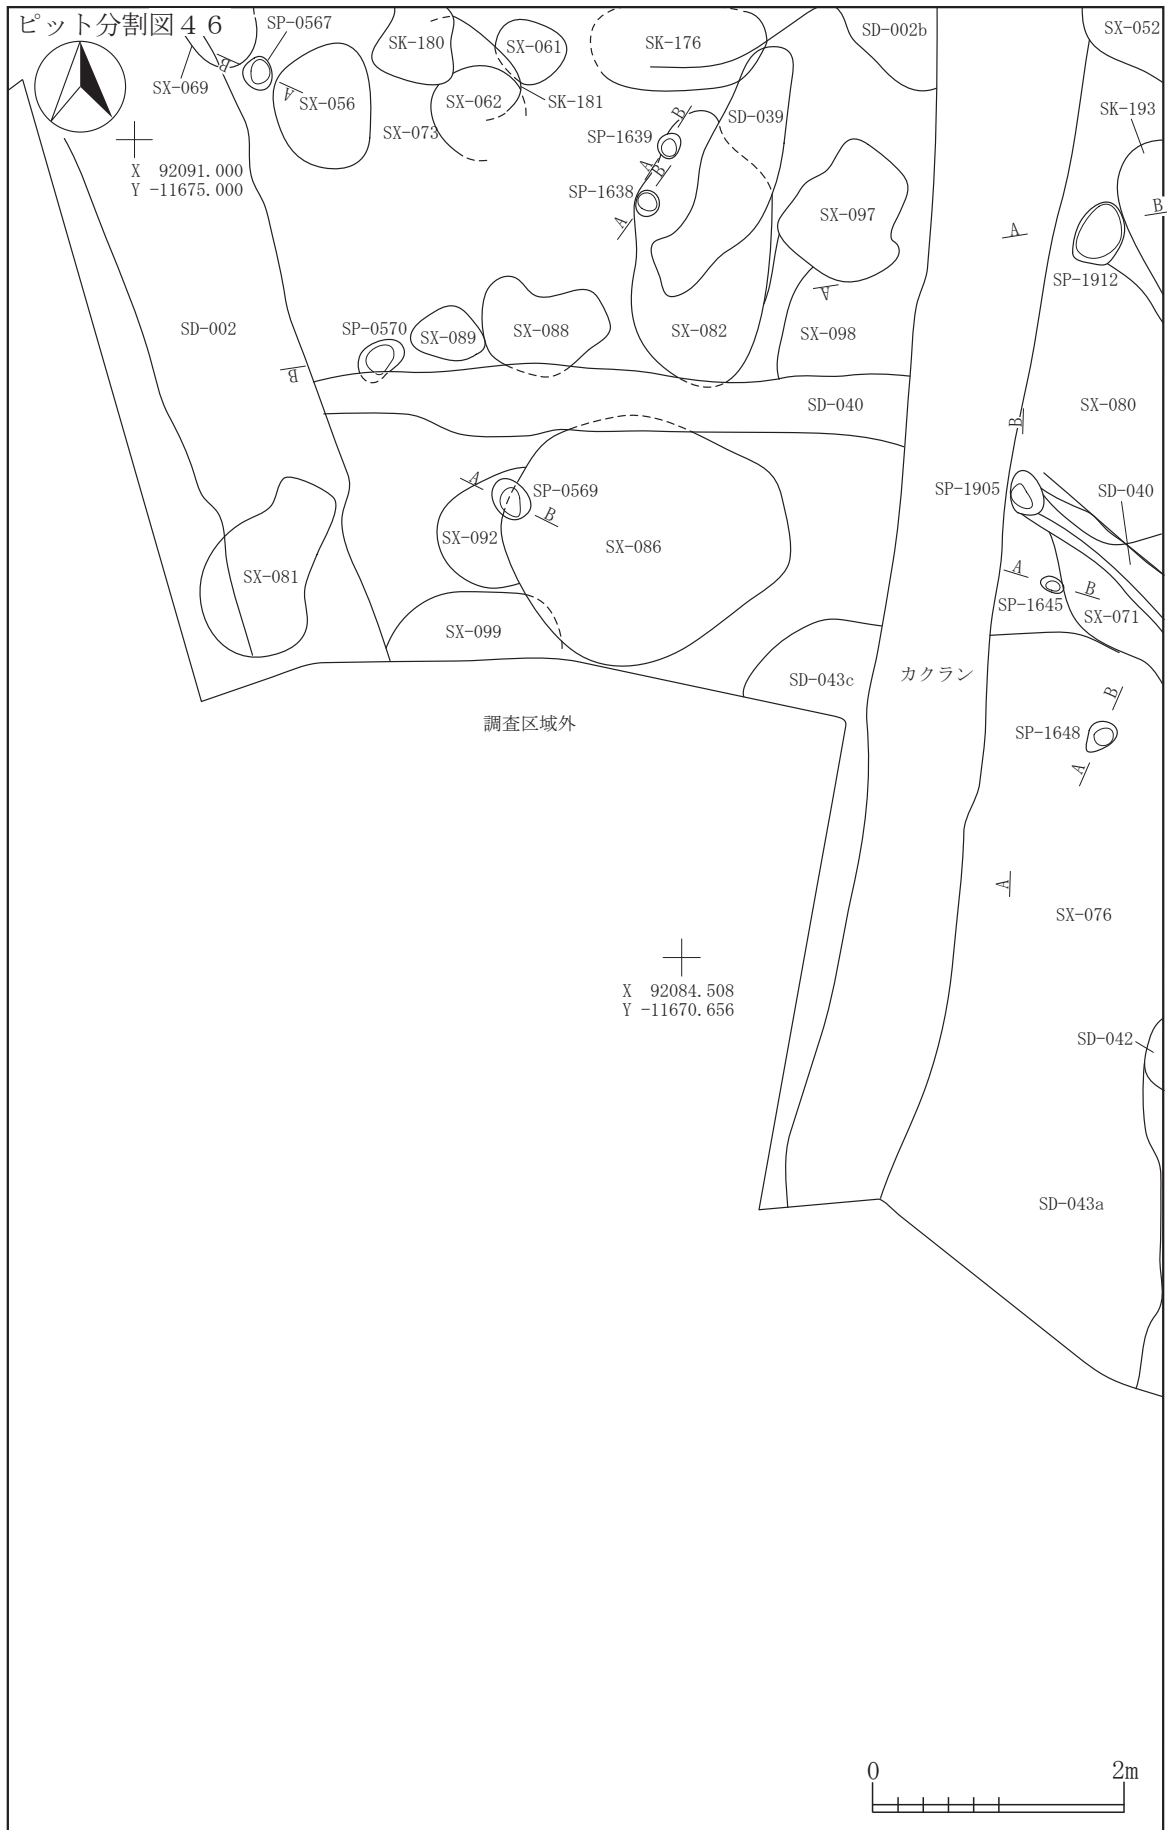 ピット分割図４６
SP-0567
SK-180
SX-061
SK-176
SD-002b
SX-052
SX-069
B
A
SX-056
SX-062
SK-181
SX-073
SP-1639
B
SD-039
SK-193
X 92091.000
Y -11675.000
A
B
SP-1638
A
SX-097
A
B
SP-1912
SD-002
SP-0570
SX-089
SX-088
SX-082
A
SX-098
B
SD-040
B
SX-080
A
SP-0569
B
SP-1905
SD-040
SX-092
SX-086
SX-081
A
B
SP-1645
SX-071
SX-099
SD-043c
カクラン
B
調査区域外
SP-1648
A
A
SX-076
X 92084.508
Y -11670.656
SD-042
SD-043a
0 2m